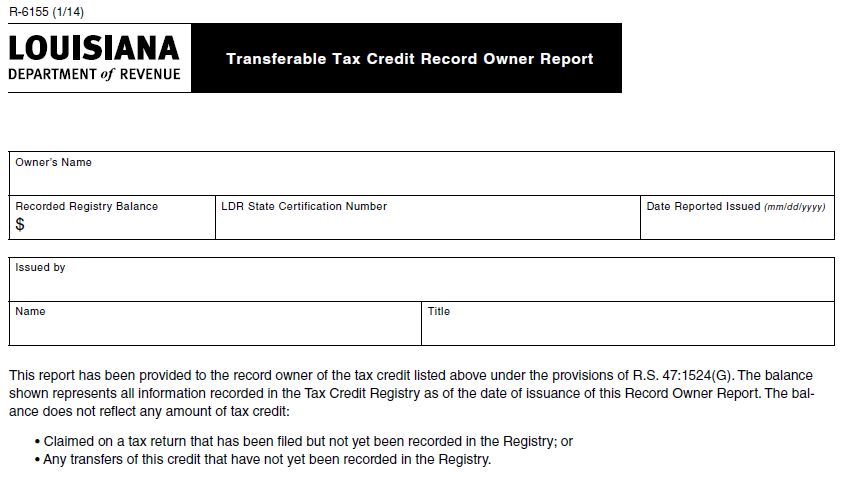 R-6155 (1/14)
LOUISIANA
DEPARTMENT of REVENUE
Transferable Tax Credit Record Owner Report
Owner's Name
Recorded Registry Balance
$
LDR State Certification Number
Date Reported Issued (mm/dd/yyyy)
Issued by
Name
Title
This report has been provided to the record owner of the tax credit listed above under the provisions of R.S. 47:1524(G). The balance
shown represents all information recorded in the Tax Credit Registry as of the date of issuance of this Record Owner Report. The bal-
ance does not reflect any amount of tax credit:
• Claimed on a tax return that has been filed but not yet been recorded in the Registry; or
• Any transfers of this credit that have not yet been recorded in the Registry.